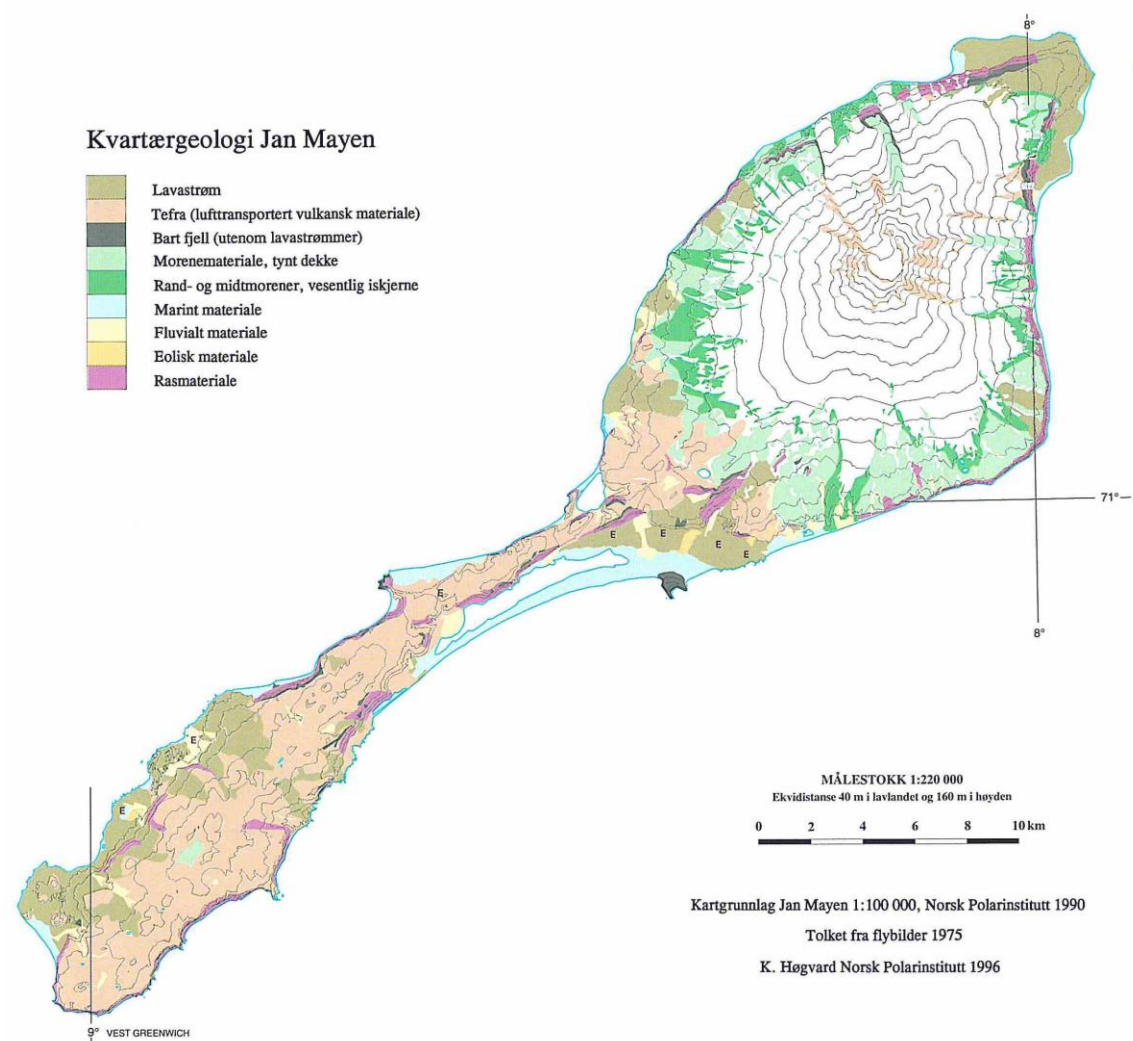 8°
Kvartærgeologi Jan Mayen
Lavastrøm
Tefra (lufttransportert vulkansk materiale)
Bart fjell (utenom lavastrømmer)
Morenemateriale, tynt dekke
Rand- og midtmorener, vesentlig iskjerne
Marint materiale
Fluvialt materiale
Eolisk materiale
Rasmateriale
71°
E
E
E
E
E
8°
E
E
MÅLESTOKK 1:220 000
Ekvidistanse 40 m i lavlandet og 160 m i høyden
0 2 4 6 8 10 km
Kartgrunnlag Jan Mayen 1:100 000, Norsk Polarinstitutt 1990
Tolket fra flybilder 1975
K. Høgvard Norsk Polarinstitutt 1996
9° VEST GREENWICH